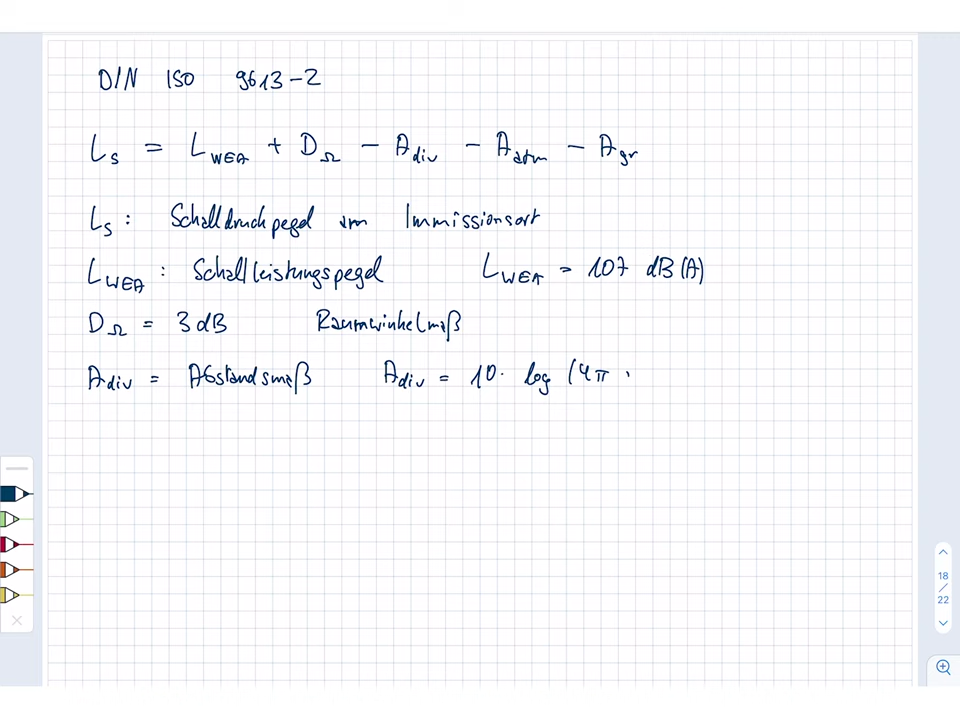 DIN ISO 9613-2
L_S = L_WEA + D_Ω - A_div - A_atm - A_gr
L_S : Schalldruckpegel am Immissionsort
L_WEA : Schallleistungspegel L_WEA = 107 dB(A)
D_Ω = 3 dB Raumwinkelmaß
A_div = Abstandsmaß A_div = 10 · log (4π
18
/
22